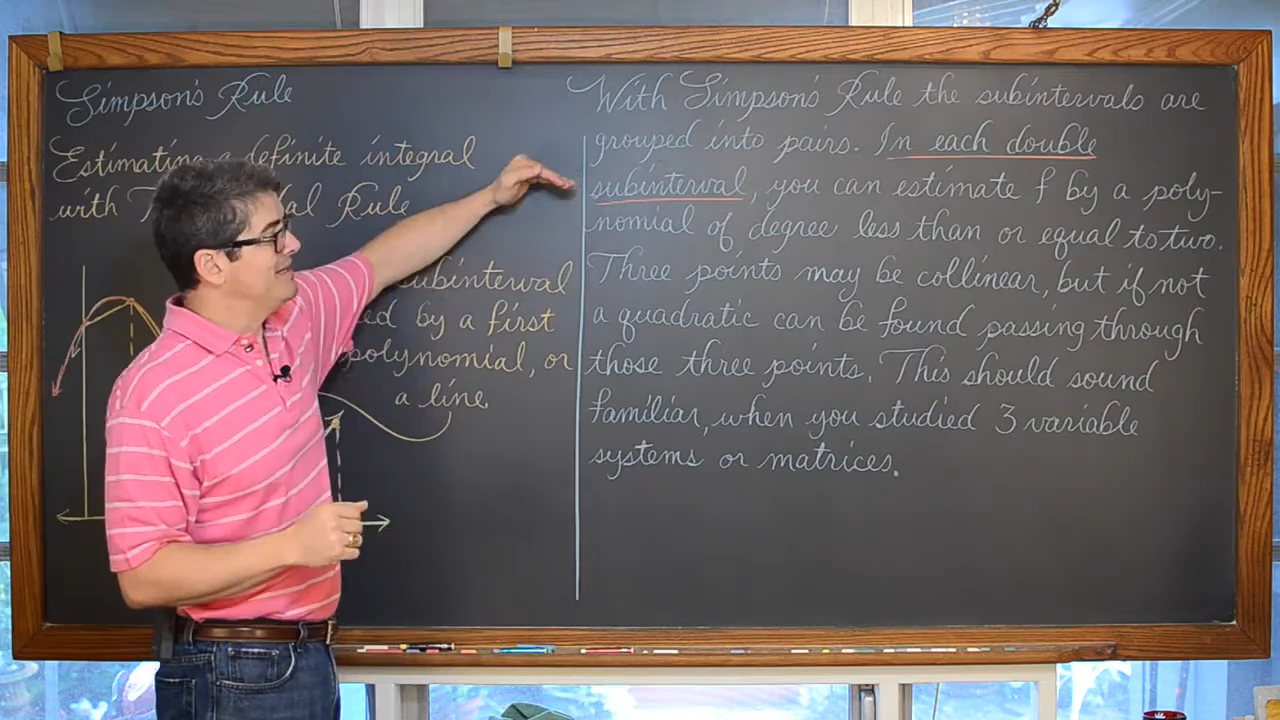 Simpson's Rule
Estimating a definite integral
with Rule
subinterval
by a first
polynomial, or
a line.
With Simpson's Rule the subintervals are
grouped into pairs. In each double
subinterval, you can estimate f by a poly-
nomial of degree less than or equal to two.
Three points may be collinear, but if not
a quadratic can be found passing through
those three points. This should sound
familiar, when you studied 3 variable
systems or matrices.